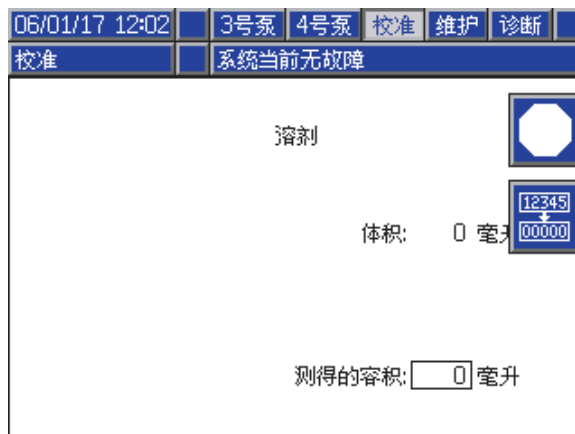 06/01/17 12:02 3号泵 4号泵 校准 维护 诊断
校准 系统当前无故障
溶剂
12345
体积: 0 毫升
00000
测得的容积: 0 毫升